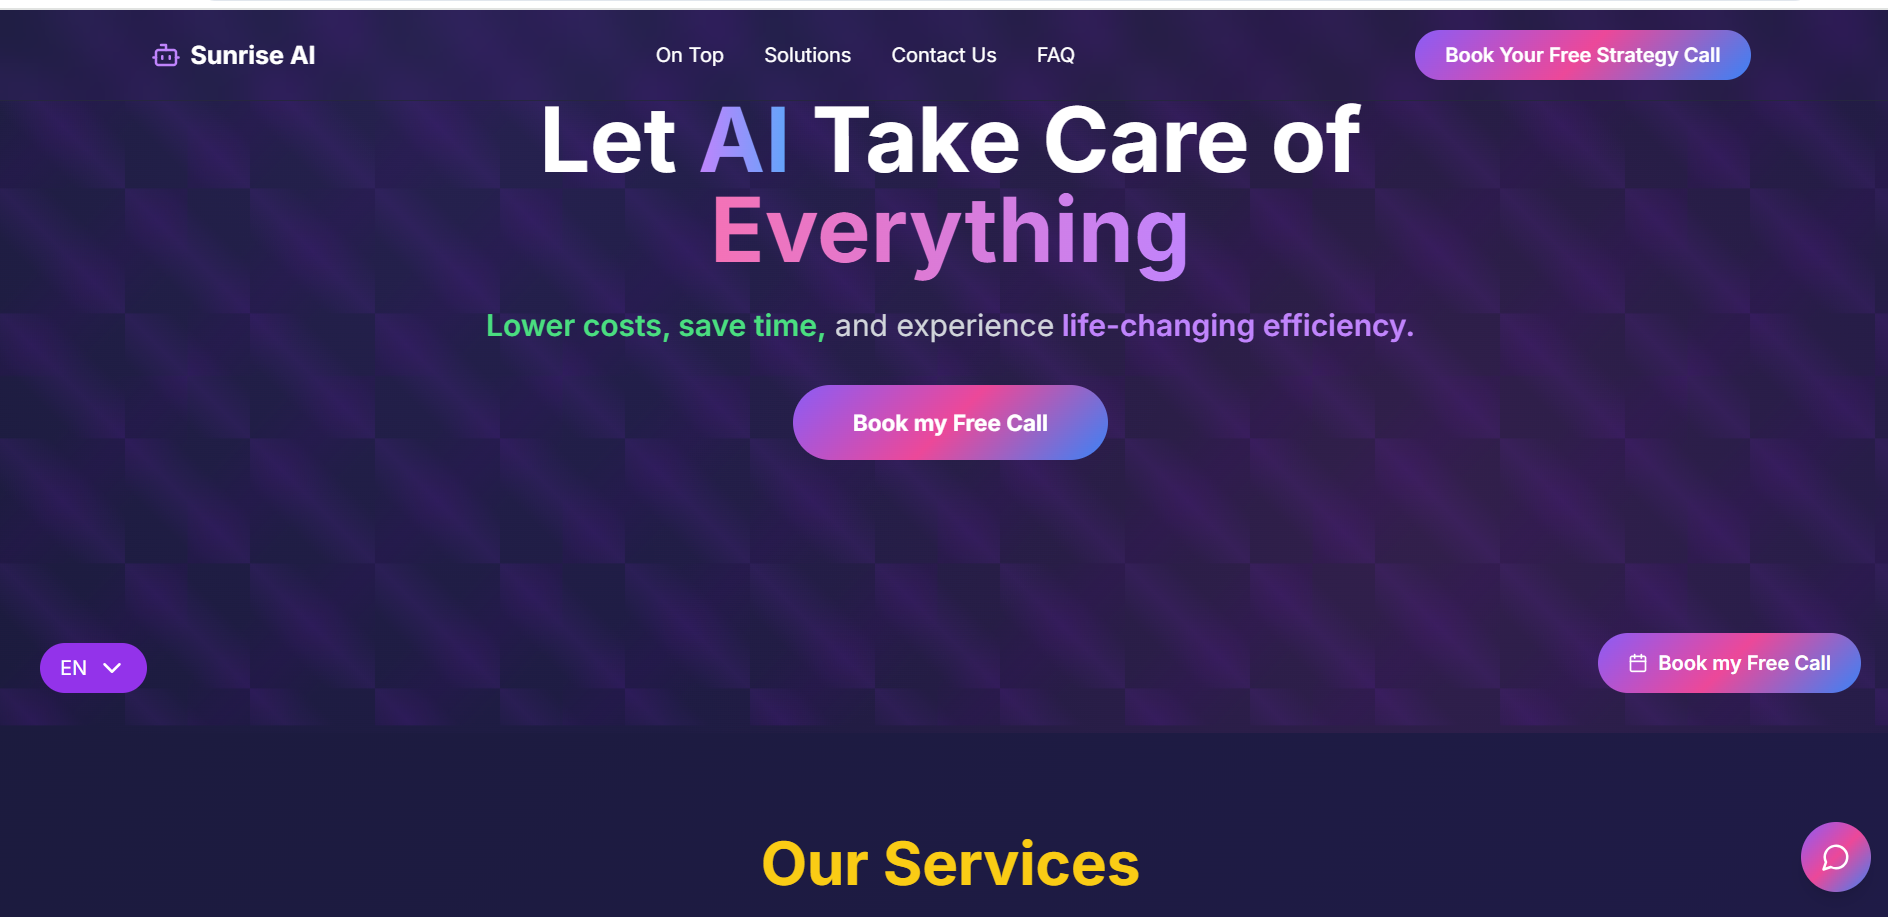 Sunrise AI
On Top
Solutions
Contact Us
FAQ
Book Your Free Strategy Call
Let AI Take Care of
Everything
Lower costs, save time, and experience life-changing efficiency.
Book my Free Call
EN
Book my Free Call
Our Services